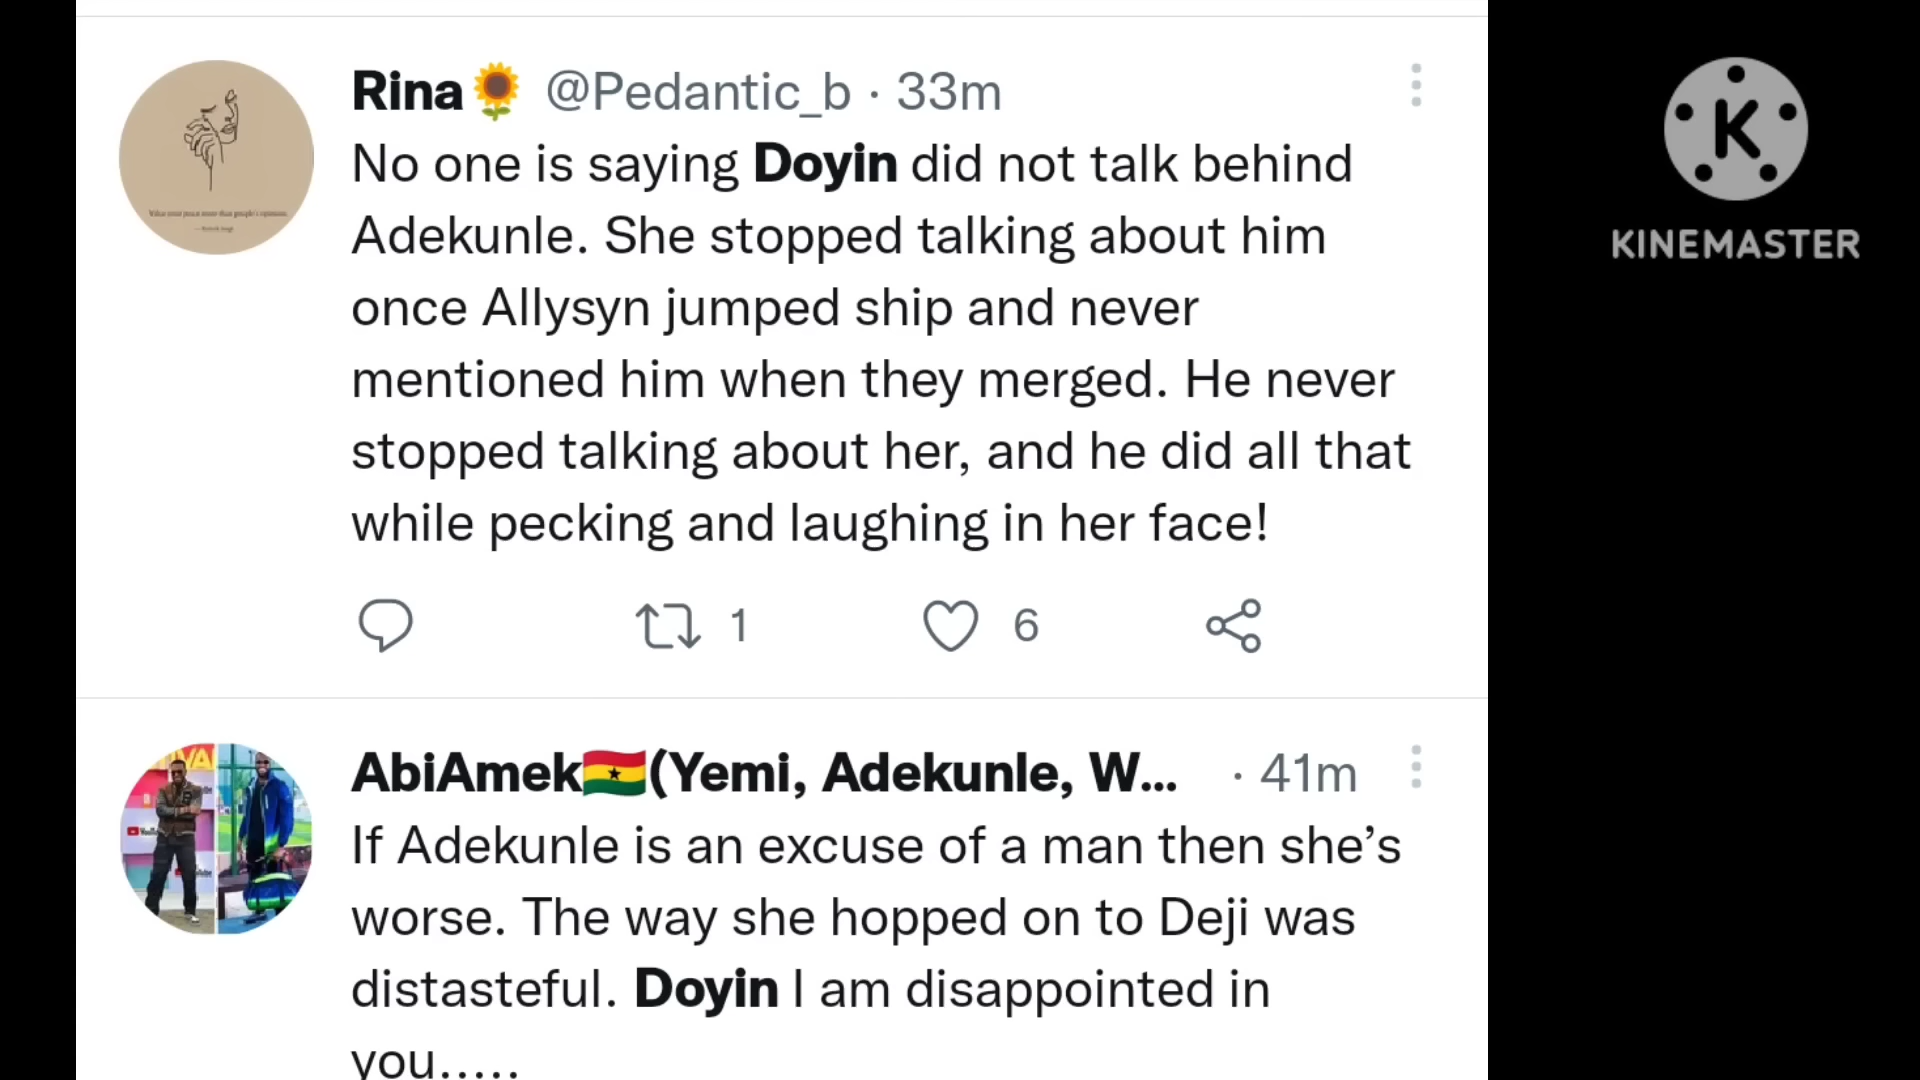 Rina🌻 @Pedantic_b · 33m
No one is saying Doyin did not talk behind
Adekunle. She stopped talking about him
once Allysyn jumped ship and never
mentioned him when they merged. He never
stopped talking about her, and he did all that
while pecking and laughing in her face!
1 6
AbiAmek🇬🇭(Yemi, Adekunle, W... · 41m
If Adekunle is an excuse of a man then she’s
worse. The way she hopped on to Deji was
distasteful. Doyin I am disappointed in
you.....
K
KINEMASTER